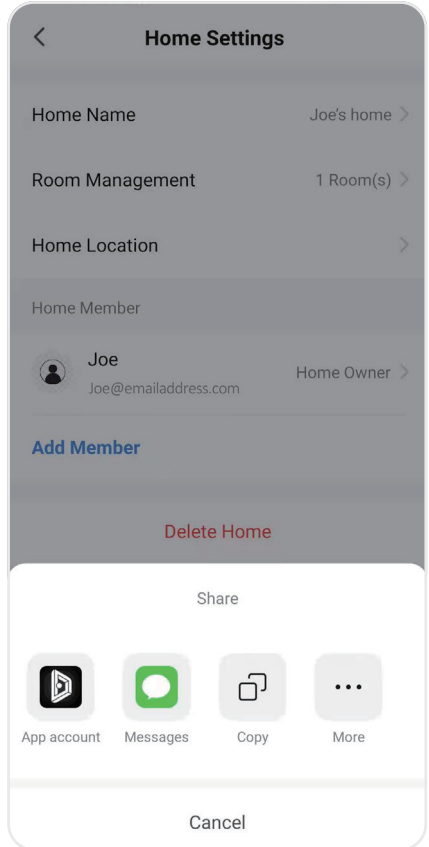 Home Settings
Home Name Joe's home
Room Management 1 Room(s)
Home Location
Home Member
Joe
Joe@emailaddress.com
Home Owner
Add Member
Delete Home
Share
App account Messages Copy More
Cancel